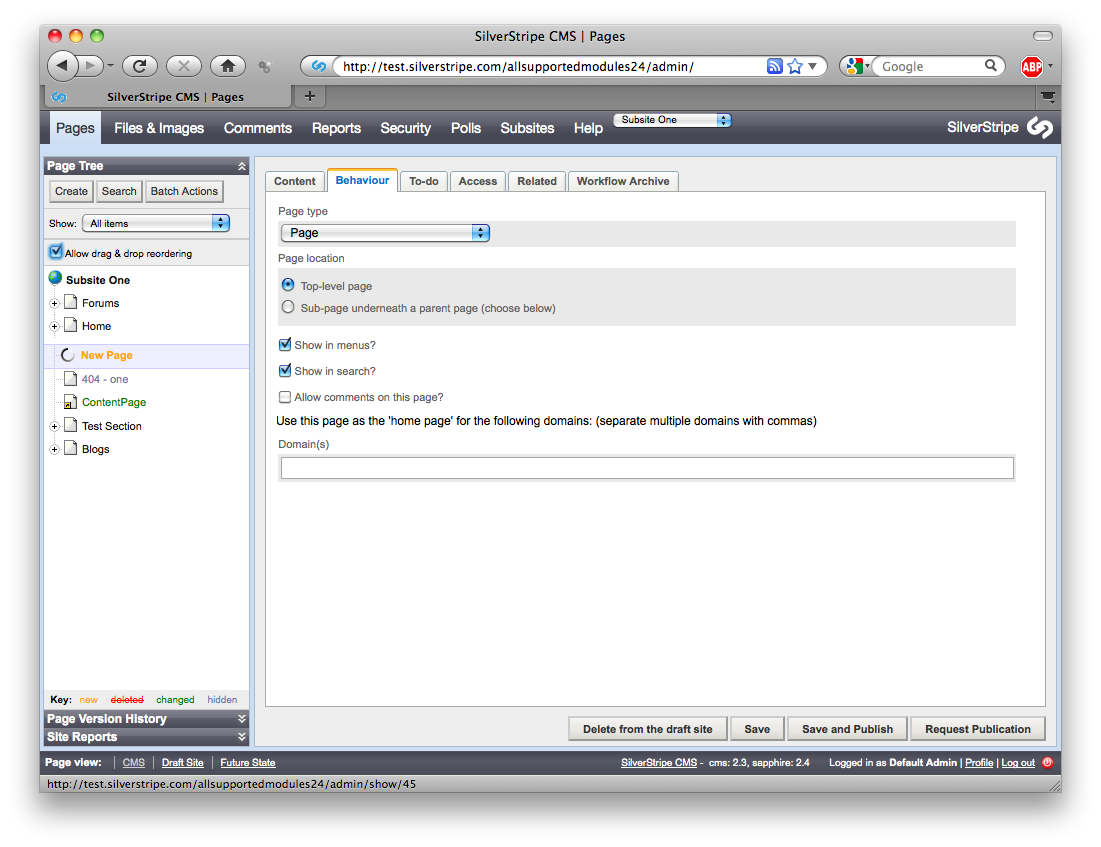 SilverStripe CMS | Pages
http://test.silverstripe.com/allsupportedmodules24/admin/
Google
ABP
SilverStripe CMS | Pages
+
Pages Files & Images Comments Reports Security Polls Subsites Help Subsite One SilverStripe
Page Tree
Create Search Batch Actions
Show: All items
Allow drag & drop reordering
Subsite One
Forums
Home
New Page
404 - one
ContentPage
Test Section
Blogs
Key: new deleted changed hidden
Page Version History
Site Reports
Content Behaviour To-do Access Related Workflow Archive
Page type
Page
Page location
Top-level page
Sub-page underneath a parent page (choose below)
Show in menus?
Show in search?
Allow comments on this page?
Use this page as the 'home page' for the following domains: (separate multiple domains with commas)
Domain(s)
Delete from the draft site Save Save and Publish Request Publication
Page view: CMS Draft Site Future State SilverStripe CMS - cms: 2.3, sapphire: 2.4 Logged in as Default Admin | Profile | Log out
http://test.silverstripe.com/allsupportedmodules24/admin/show/45